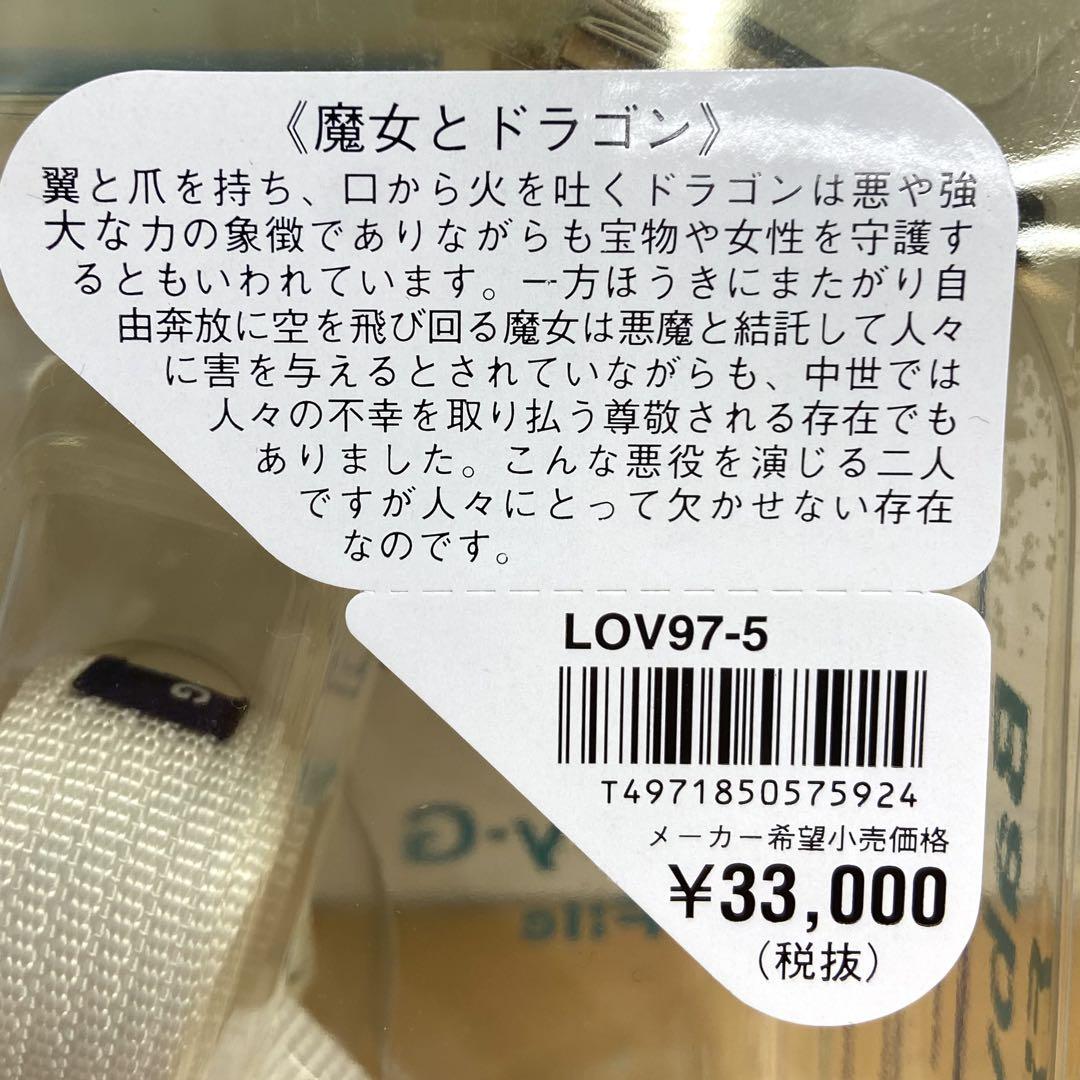 《魔女とドラゴン》
翼と爪を持ち、口から火を吐くドラゴンは悪や強
大な力の象徴でありながらも宝物や女性を守護す
るともいわれています。一方ほうきにまたがり自
由奔放に空を飛び回る魔女は悪魔と結託して人々
に害を与えるとされていながらも、中世では
人々の不幸を取り払う尊敬される存在でも
ありました。こんな悪役を演じる二人
ですが人々にとって欠かせない存在
なのです。
LOV97-5
T4971850575924
メーカー希望小売価格
¥33,000
(税抜)
G
y-G
File